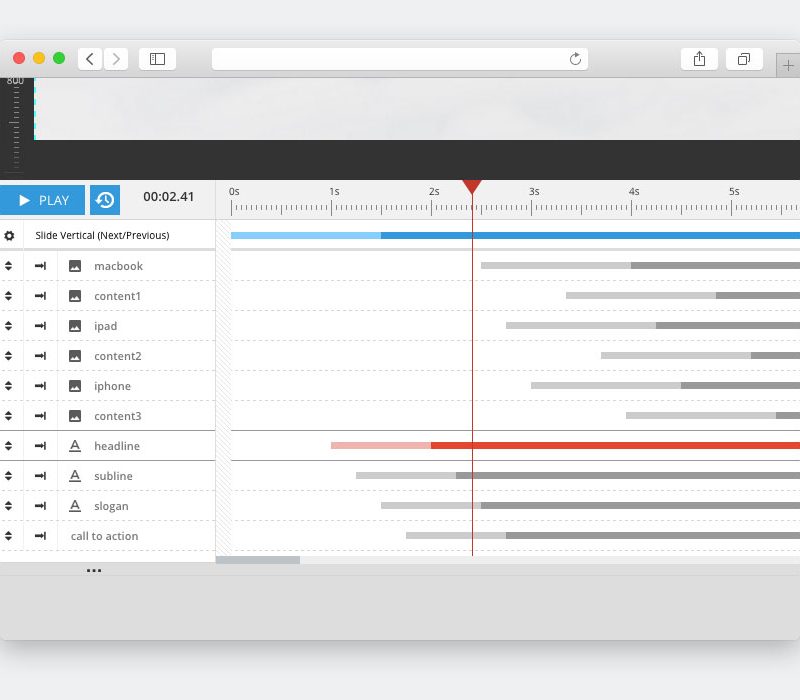 800
PLAY
00:02.41
0s 1s 2s 3s 4s 5s
Slide Vertical (Next/Previous)
macbook
content1
ipad
content2
iphone
content3
headline
subline
slogan
call to action